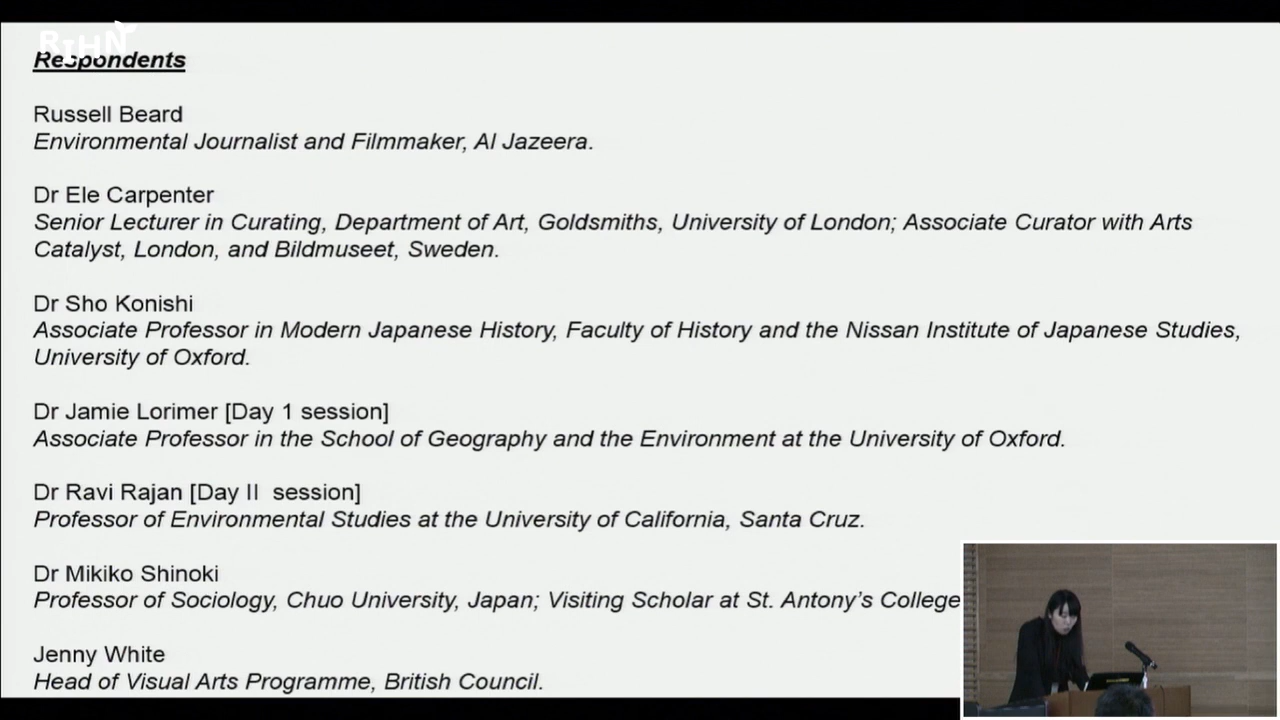 RIHN
Respondents
Russell Beard
Environmental Journalist and Filmmaker, Al Jazeera.
Dr Ele Carpenter
Senior Lecturer in Curating, Department of Art, Goldsmiths, University of London; Associate Curator with Arts
Catalyst, London, and Bildmuseet, Sweden.
Dr Sho Konishi
Associate Professor in Modern Japanese History, Faculty of History and the Nissan Institute of Japanese Studies,
University of Oxford.
Dr Jamie Lorimer [Day 1 session]
Associate Professor in the School of Geography and the Environment at the University of Oxford.
Dr Ravi Rajan [Day II session]
Professor of Environmental Studies at the University of California, Santa Cruz.
Dr Mikiko Shinoki
Professor of Sociology, Chuo University, Japan; Visiting Scholar at St. Antony's College
Jenny White
Head of Visual Arts Programme, British Council.